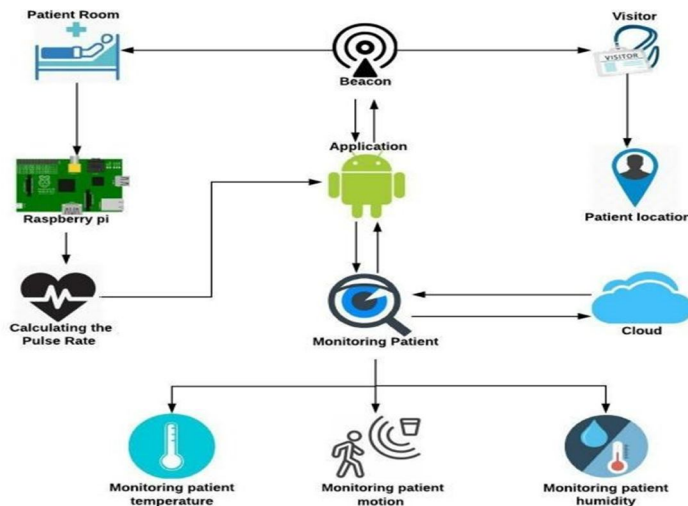 Patient Room
Visitor
VISITOR
Beacon
Application
Raspberry pi
Patient location
Calculating the
Pulse Rate
Monitoring Patient
Cloud
Monitoring patient
temperature
Monitoring patient
motion
Monitoring patient
humidity